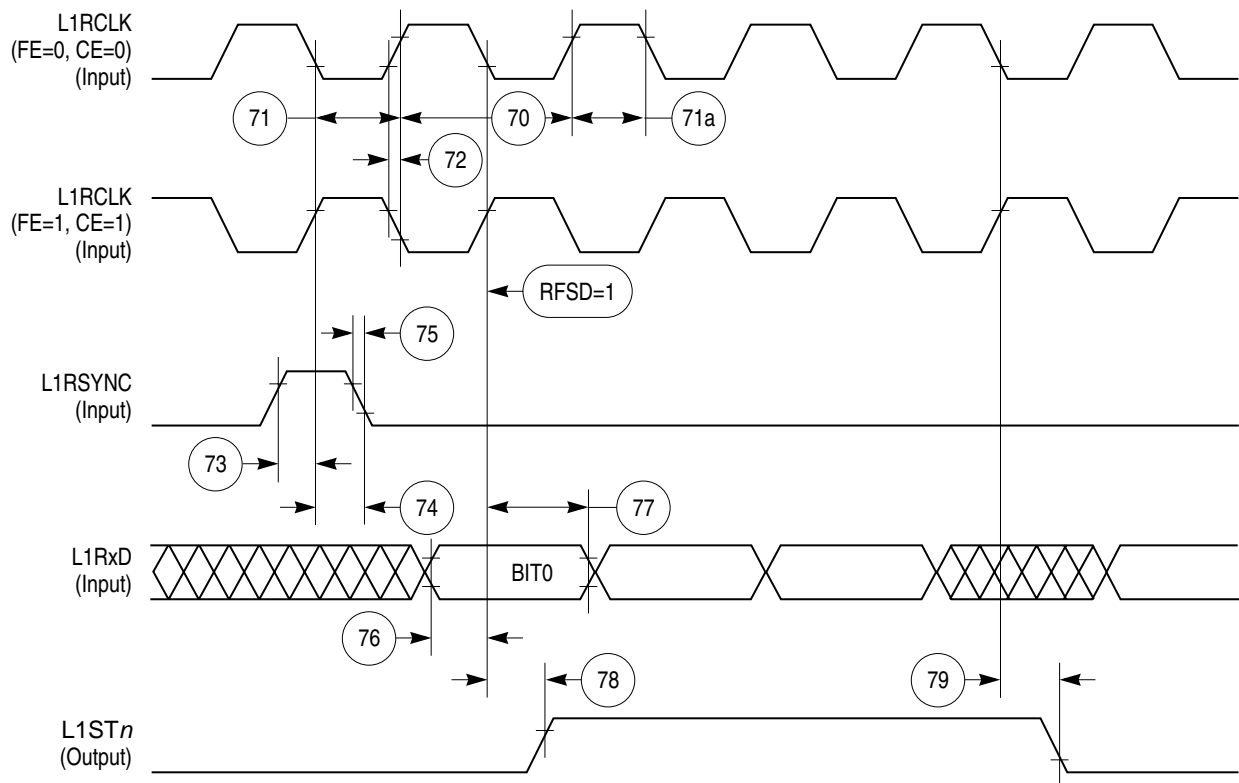 L1RCLK
(FE=0, CE=0)
(Input)
71
70
71a
72
L1RCLK
(FE=1, CE=1)
(Input)
RFSD=1
75
L1RSYNC
(Input)
73
74
77
L1RxD
(Input)
BIT0
76
78
79
L1STn
(Output)